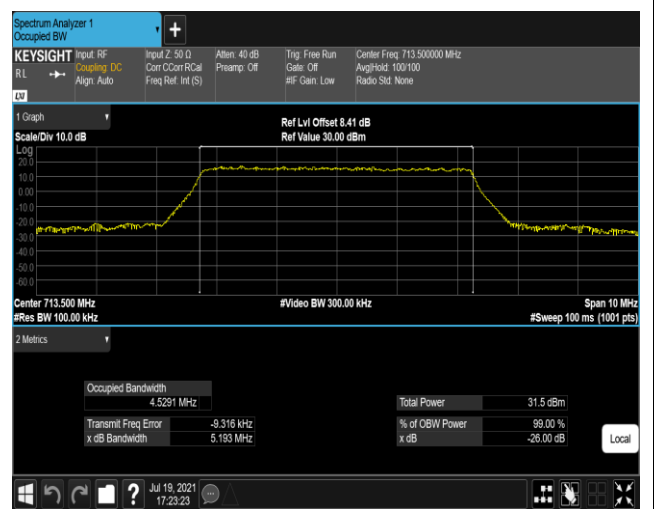 Spectrum Analyzer 1
Occupied BW
+
KEYSIGHT Input: RF Input Z: 50 Ω Atten: 40 dB Trig: Free Run Center Freq: 713.500000 MHz
RL Coupling: DC Corr CCorr RCal Preamp: Off Gate: Off Avg|Hold: 100/100
Align: Auto Freq Ref: Int (S) #IF Gain: Low Radio Std: None
LXI
1 Graph
Ref Lvl Offset 8.41 dB
Scale/Div 10.0 dB Ref Value 30.00 dBm
Log
20.0
10.0
0.00
-10.0
-20.0
-30.0
-40.0
-50.0
-60.0
Center 713.500 MHz #Video BW 300.00 kHz Span 10 MHz
#Res BW 100.00 kHz #Sweep 100 ms (1001 pts)
2 Metrics
Occupied Bandwidth
4.5291 MHz Total Power 31.5 dBm
Transmit Freq Error -9.316 kHz % of OBW Power 99.00 %
x dB Bandwidth 5.193 MHz x dB -26.00 dB
Local
? Jul 19, 2021
17:23:23